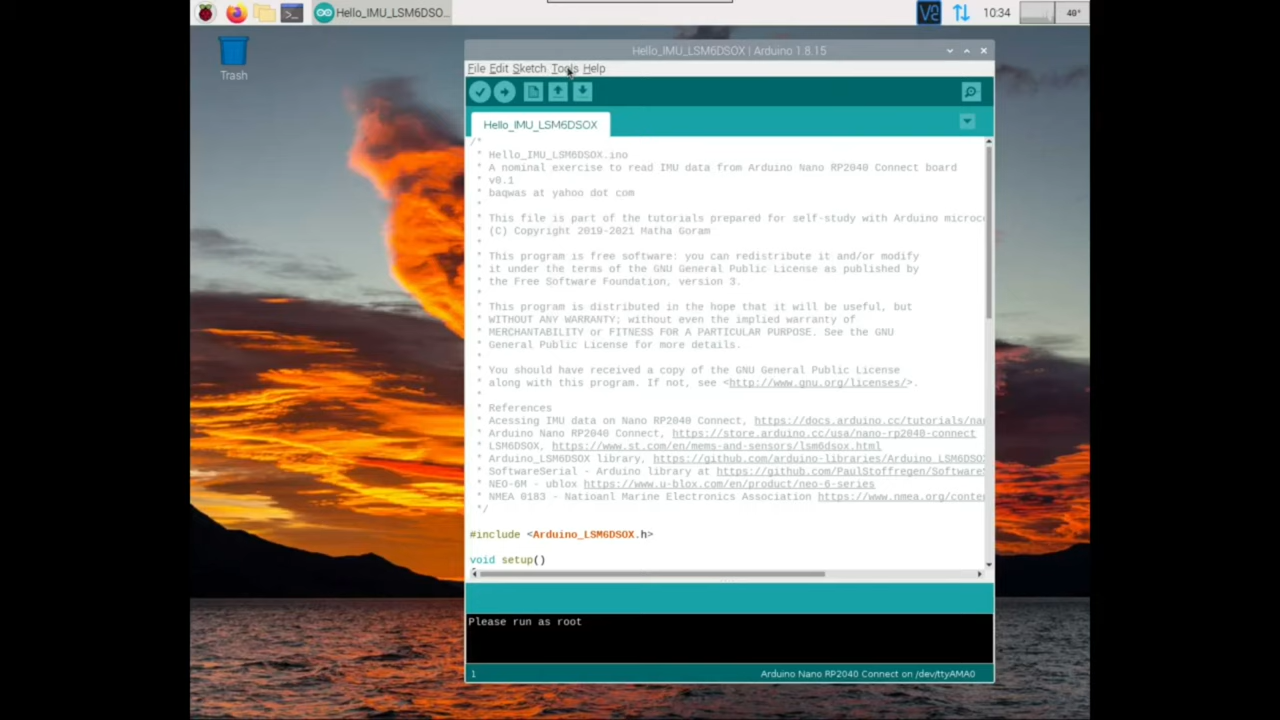 Hello_IMU_LSM6DSO...
10:34
40°
Trash
Hello_IMU_LSM6DSOX | Arduino 1.8.15
File Edit Sketch Tools Help
Hello_IMU_LSM6DSOX
/*
* Hello_IMU_LSM6DSOX.ino
* A nominal exercise to read IMU data from Arduino Nano RP2040 Connect board
* v0.1
* baqwas at yahoo dot com
*
* This file is part of the tutorials prepared for self-study with Arduino microc
* (C) Copyright 2019-2021 Matha Goram
*
* This program is free software: you can redistribute it and/or modify
* it under the terms of the GNU General Public License as published by
* the Free Software Foundation, version 3.
*
* This program is distributed in the hope that it will be useful, but
* WITHOUT ANY WARRANTY; without even the implied warranty of
* MERCHANTABILITY or FITNESS FOR A PARTICULAR PURPOSE. See the GNU
* General Public License for more details.
*
* You should have received a copy of the GNU General Public License
* along with this program. If not, see <http://www.gnu.org/licenses/>.
*
* References
* Acessing IMU data on Nano RP2040 Connect, https://docs.arduino.cc/tutorials/nan
* Arduino Nano RP2040 Connect, https://store.arduino.cc/usa/nano-rp2040-connect
* LSM6DSOX, https://www.st.com/en/mems-and-sensors/lsm6dsox.html
* Arduino_LSM6DSOX library, https://github.com/arduino-libraries/Arduino_LSM6DSOX
* SoftwareSerial - Arduino library at https://github.com/PaulStoffregen/SoftwareS
* NEO-6M - ublox https://www.u-blox.com/en/product/neo-6-series
* NMEA 0183 - Natioanl Marine Electronics Association https://www.nmea.org/conten
*/
#include <Arduino_LSM6DSOX.h>
void setup()
Please run as root
1
Arduino Nano RP2040 Connect on /dev/ttyAMA0